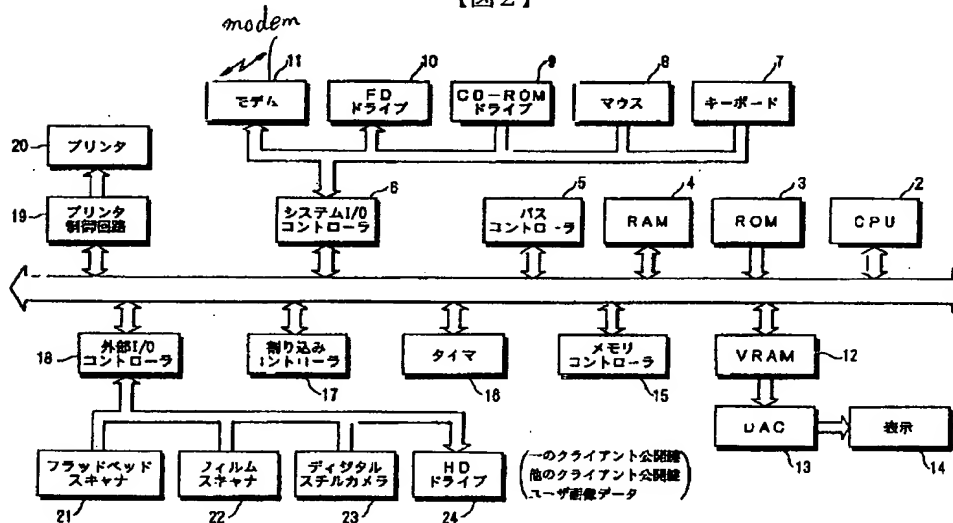 【図2】
modem
11
10
9
8
7
モデム
FD
ドライブ
CD-ROM
ドライブ
マウス
キーボード
20
プリンタ
19
プリンタ
制御回路
6
システムI/O
コントローラ
5
バス
コントローラ
4
RAM
3
ROM
2
CPU
18
外部I/O
コントローラ
割り込み
コントローラ
17
タイマ
16
メモリ
コントローラ
15
VRAM
12
DAC
13
表示
14
フラッドベッド
スキャナ
21
フィルム
スキャナ
22
ディジタル
スチルカメラ
23
HD
ドライブ
24
一のクライアント公開鍵
他のクライアント公開鍵
ユーザ画像データ